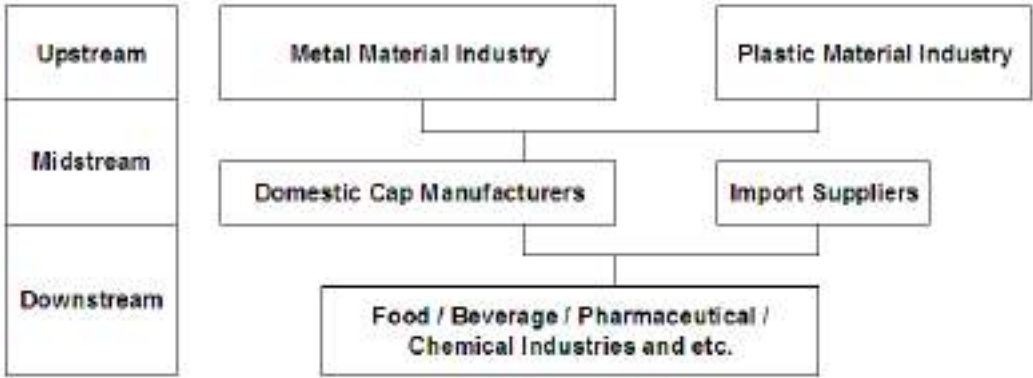 Upstream
Metal Material Industry
Plastic Material Industry
Midstream
Domestic Cap Manufacturers
Import Suppliers
Downstream
Food / Beverage / Pharmaceutical /
Chemical Industries and etc.